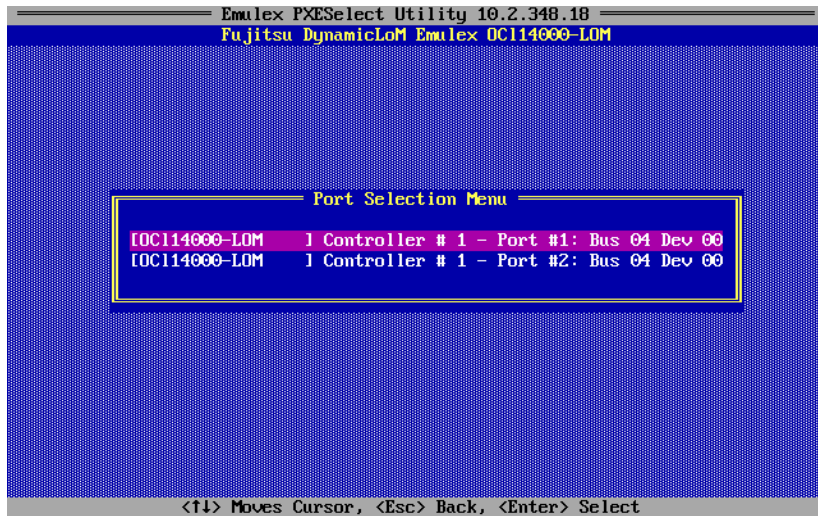 Emulex PXESelect Utility 10.2.348.18
Fujitsu DynamicLoM Emulex OCl14000-LOM
Port Selection Menu
[OCl14000-LOM    ] Controller # 1 - Port #1: Bus 04 Dev 00
[OCl14000-LOM    ] Controller # 1 - Port #2: Bus 04 Dev 00
<↑↓> Moves Cursor, <Esc> Back, <Enter> Select